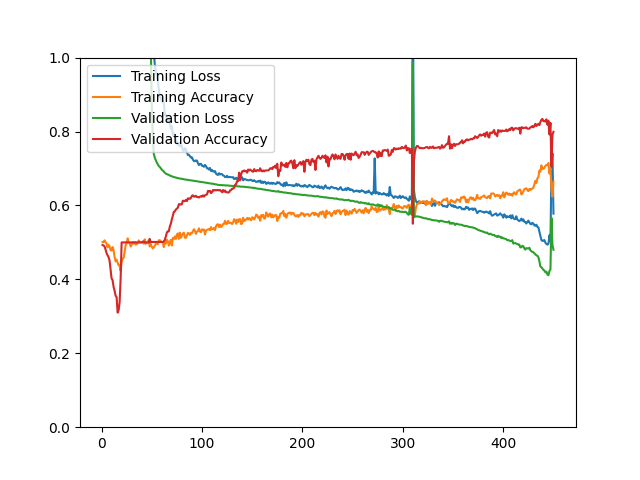 1.0
0.8
0.6
0.4
0.2
0.0
Training Loss
Training Accuracy
Validation Loss
Validation Accuracy
0 100 200 300 400